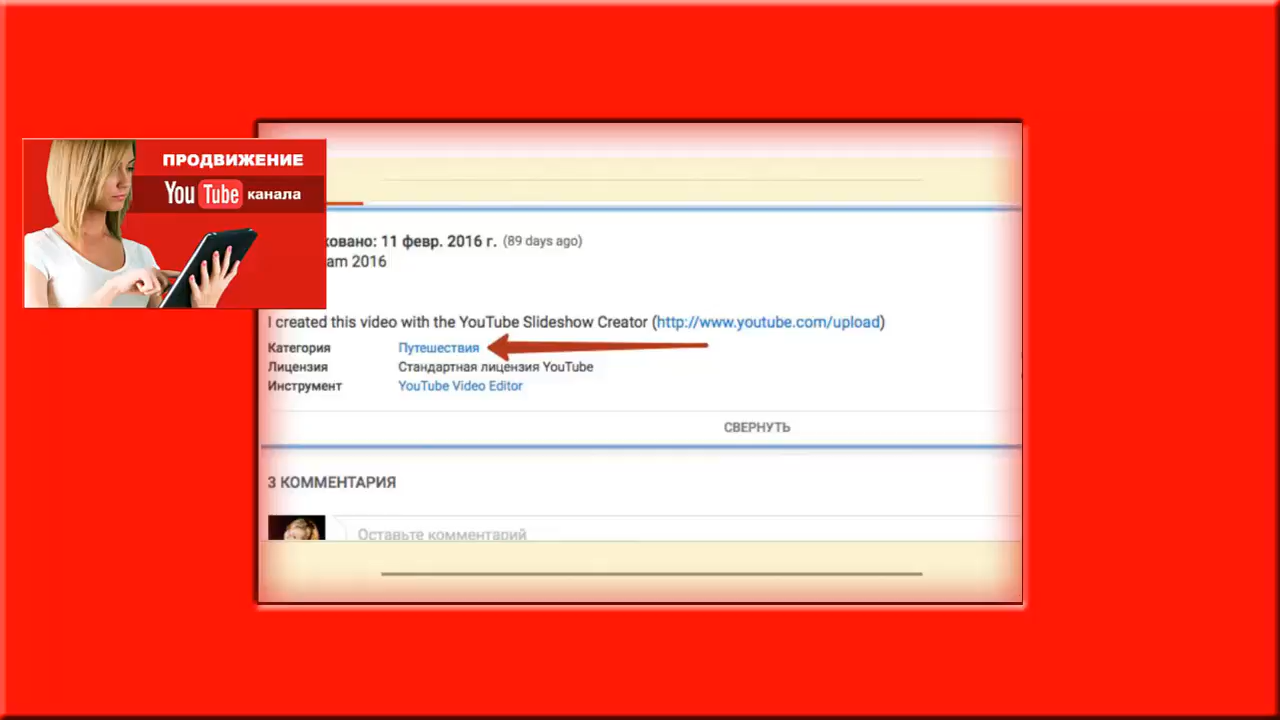 ПРОДВИЖЕНИЕ
YouTube канала
ковано: 11 февр. 2016 г. (89 days ago)
am 2016
I created this video with the YouTube Slideshow Creator (http://www.youtube.com/upload)
Категория Путешествия
Лицензия Стандартная лицензия YouTube
Инструмент YouTube Video Editor
СВЕРНУТЬ
3 КОММЕНТАРИЯ
Оставьте комментарий